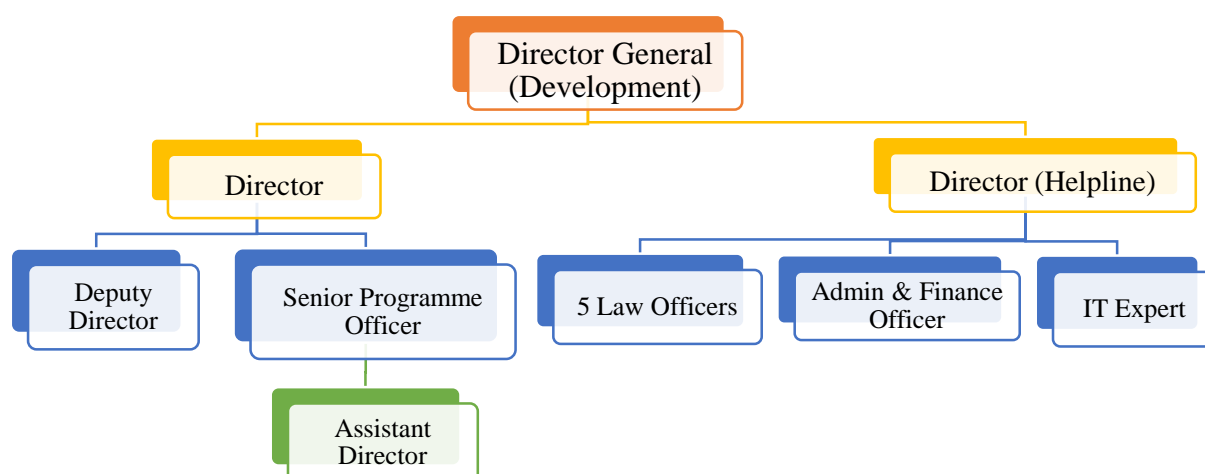 Director General
(Development)
Director
Director (Helpline)
Deputy
Director
Senior Programme
Officer
5 Law Officers
Admin & Finance
Officer
IT Expert
Assistant
Director